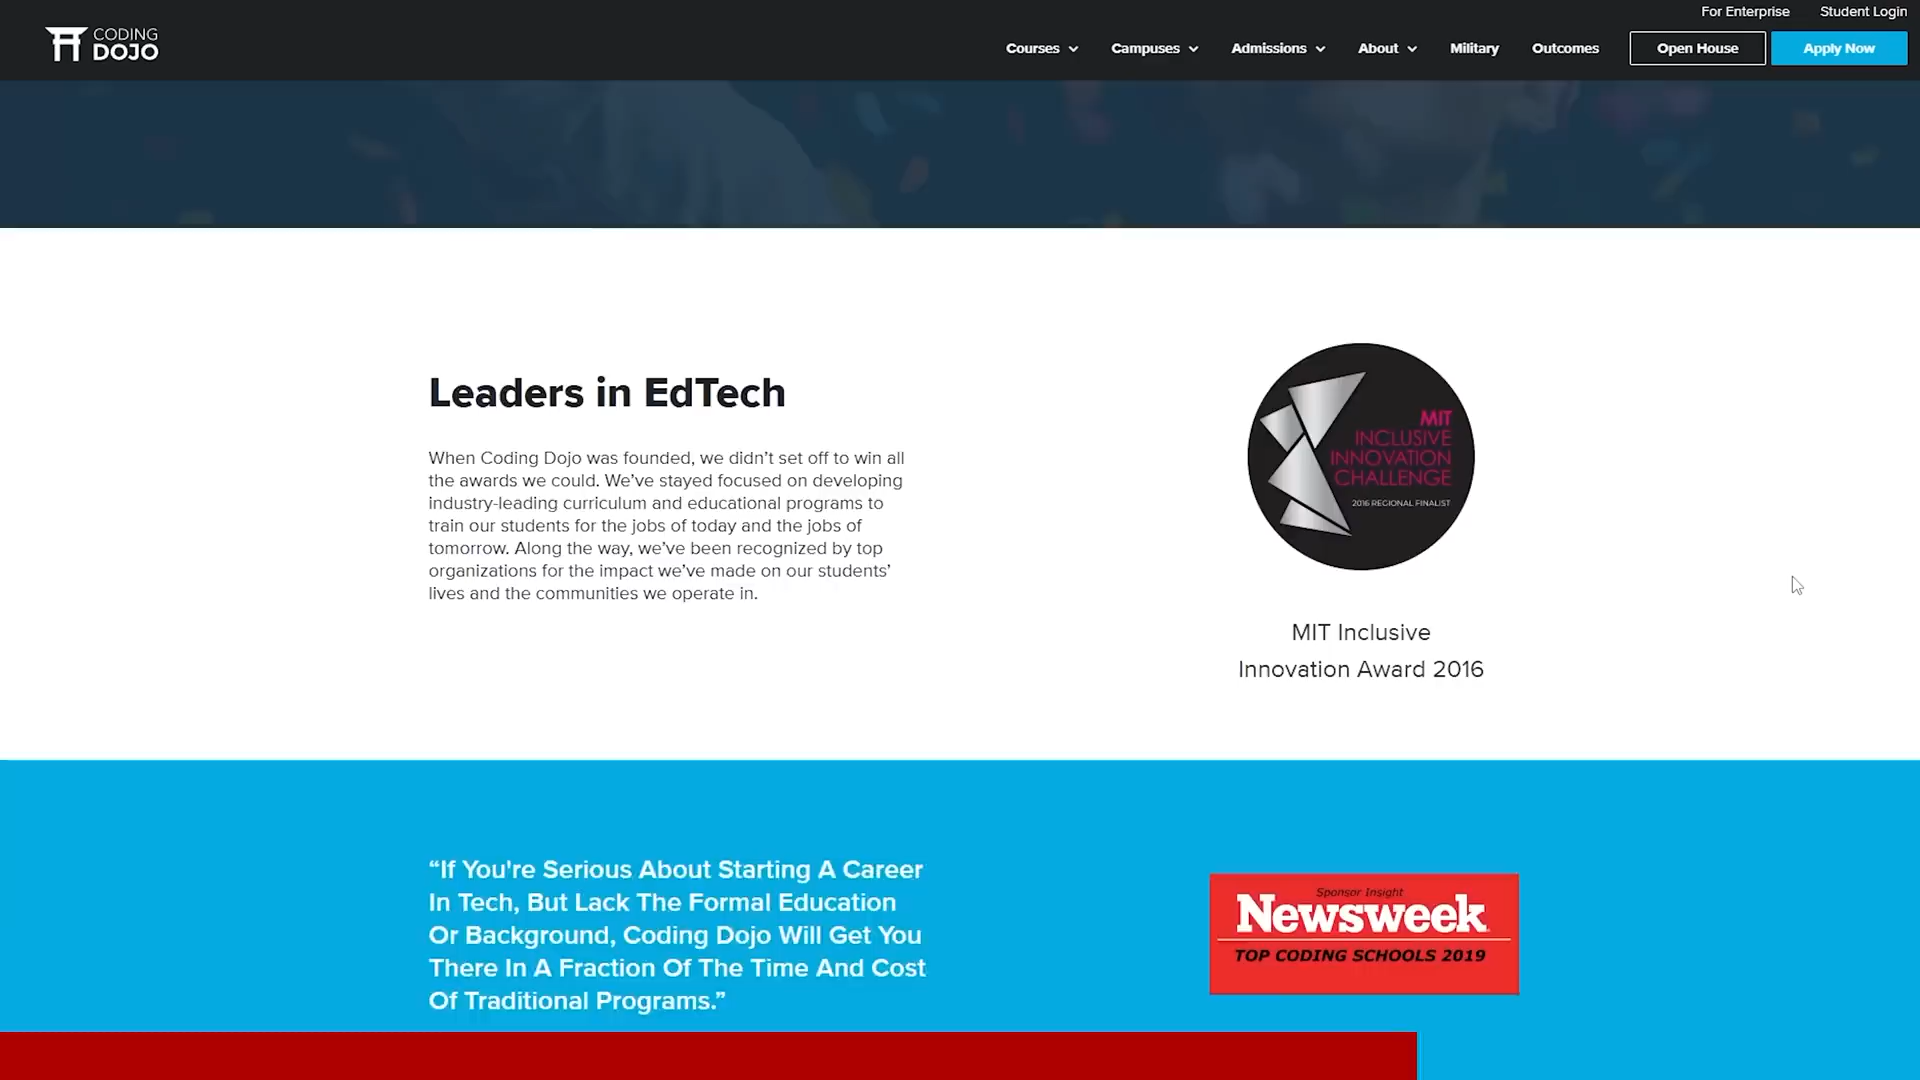 For Enterprise
Student Login
CODING
DOJO
Courses
Campuses
Admissions
About
Military
Outcomes
Open House
Apply Now
Leaders in EdTech
When Coding Dojo was founded, we didn’t set off to win all
the awards we could. We’ve stayed focused on developing
industry-leading curriculum and educational programs to
train our students for the jobs of today and the jobs of
tomorrow. Along the way, we’ve been recognized by top
organizations for the impact we’ve made on our students’
lives and the communities we operate in.
MIT
INCLUSIVE
INNOVATION
CHALLENGE
2016 REGIONAL FINALIST
MIT Inclusive
Innovation Award 2016
“If You're Serious About Starting A Career
In Tech, But Lack The Formal Education
Or Background, Coding Dojo Will Get You
There In A Fraction Of The Time And Cost
Of Traditional Programs.”
Sponsor Insight
Newsweek
TOP CODING SCHOOLS 2019